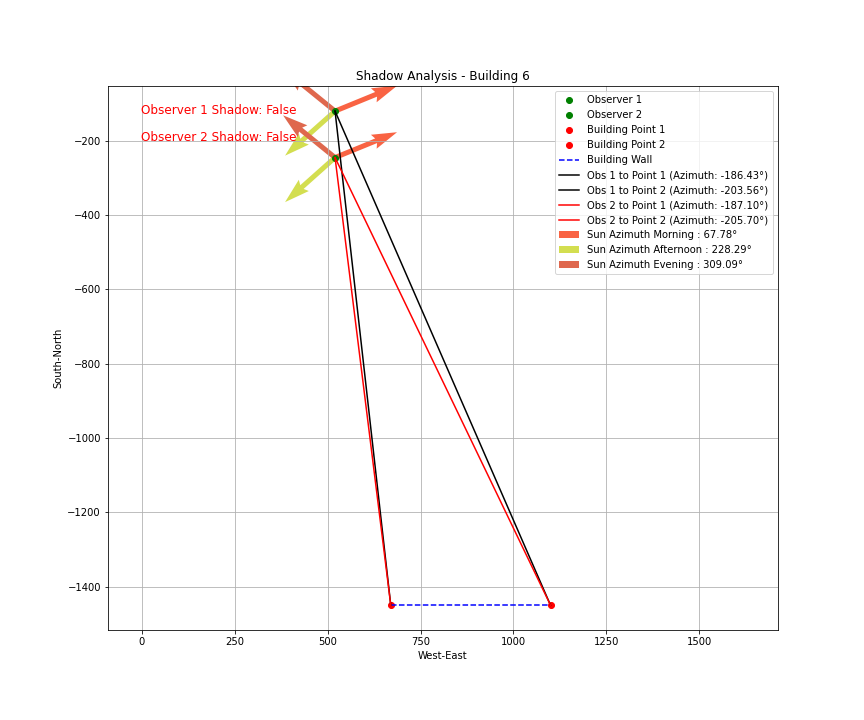 Shadow Analysis - Building 6
Observer 1 Shadow: False
Observer 2 Shadow: False
Observer 1
Observer 2
Building Point 1
Building Point 2
Building Wall
Obs 1 to Point 1 (Azimuth: -186.43°)
Obs 1 to Point 2 (Azimuth: -203.56°)
Obs 2 to Point 1 (Azimuth: -187.10°)
Obs 2 to Point 2 (Azimuth: -205.70°)
Sun Azimuth Morning : 67.78°
Sun Azimuth Afternoon : 228.29°
Sun Azimuth Evening : 309.09°
South-North
−200
−400
−600
−800
−1000
−1200
−1400
0 250 500 750 1000 1250 1500
West-East